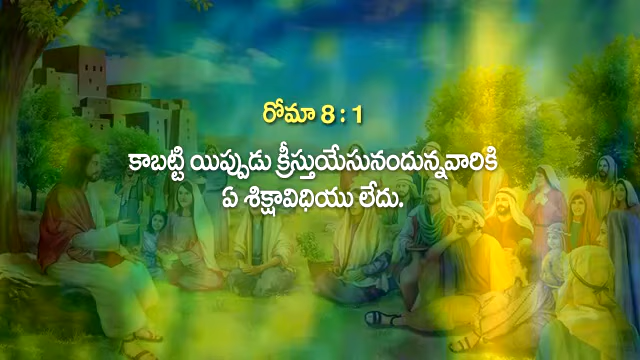 రోమా 8 : 1
కాబట్టి యిప్పుడు క్రీస్తుయేసునందున్నవారికి
ఏ శిక్షావిధియు లేదు.